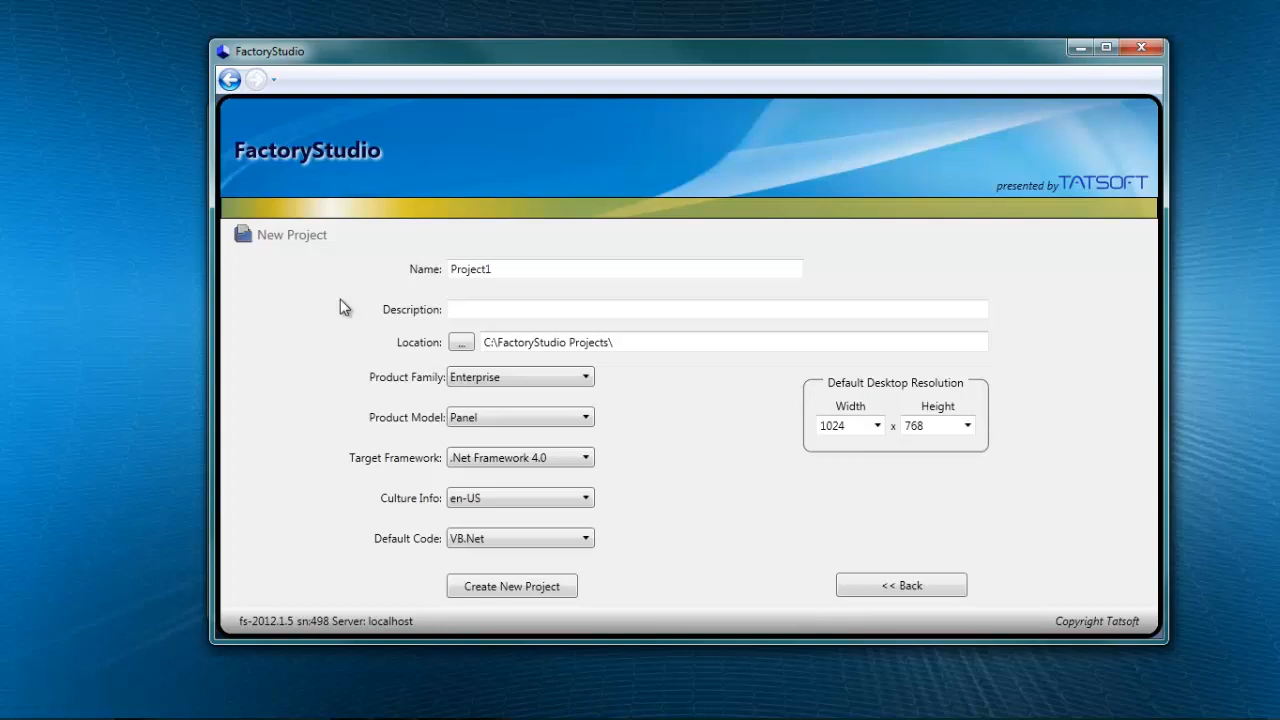 FactoryStudio
FactoryStudio
presented by TATSOFT
New Project
Name: Project1
Description:
Location: ... C:\FactoryStudio Projects\
Product Family: Enterprise
Default Desktop Resolution
Width Height
Product Model: Panel
1024 x 768
Target Framework: .Net Framework 4.0
Culture Info: en-US
Default Code: VB.Net
Create New Project
<< Back
fs-2012.1.5 sn:498 Server: localhost
Copyright Tatsoft